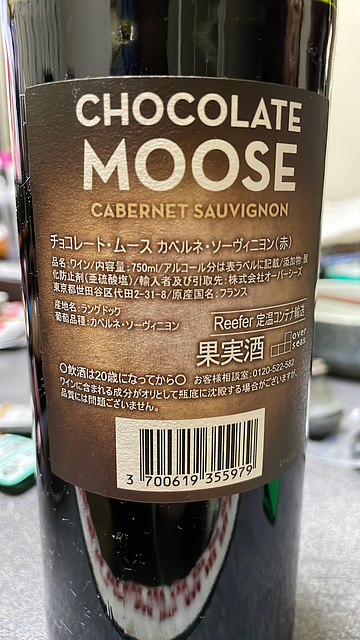 CHOCOLATE
MOOSE
CABERNET SAUVIGNON
チョコレート・ムース カベルネ・ソーヴィニヨン(赤)
品名:ワイン/内容量:750ml/アルコール分は表ラベルに記載/添加物:酸
化防止剤(亜硫酸塩)/輸入者及び引取先:株式会社オーバーシーズ
東京都世田谷区代田2-31-8/原産国名:フランス
産地名:ラングドック
葡萄品種:カベルネ・ソーヴィニヨン
Reefer 定温コンテナ輸送
果実酒
over
seas
〇飲酒は20歳になってから〇 お客様相談室:0120-522-582
ワインに含まれる成分がオリとして瓶底に沈殿する場合がございますが、
品質には問題ございません。
3 700619 355979